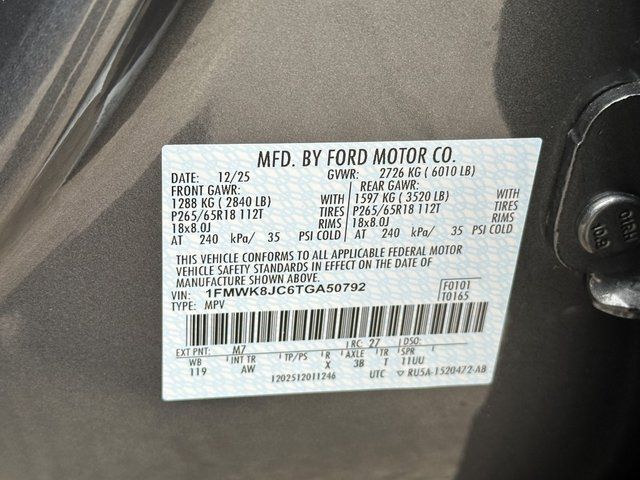 MFD. BY FORD MOTOR CO.
DATE: 12/25 GVWR: 2726 KG ( 6010 LB)
FRONT GAWR: REAR GAWR:
1288 KG ( 2840 LB) WITH 1597 KG ( 3520 LB) WITH
P265/65R18 112T TIRES P265/65R18 112T TIRES
18x8.0J RIMS 18x8.0J RIMS
AT 240 kPa/ 35 PSI COLD AT 240 kPa/ 35 PSI COLD
THIS VEHICLE CONFORMS TO ALL APPLICABLE FEDERAL MOTOR
VEHICLE SAFETY STANDARDS IN EFFECT ON THE DATE OF
MANUFACTURE SHOWN ABOVE.
VIN: 1FMWK8JC6TGA50792 F0101
TYPE: MPV T0165
EXT PNT: M7 RC: 27 DSO:
WB INT TR TP/PS R AXLE TR SPR
119 AW X 3B T 11UU
1202512011246 UTC ▽ RU5A-1520472-AB